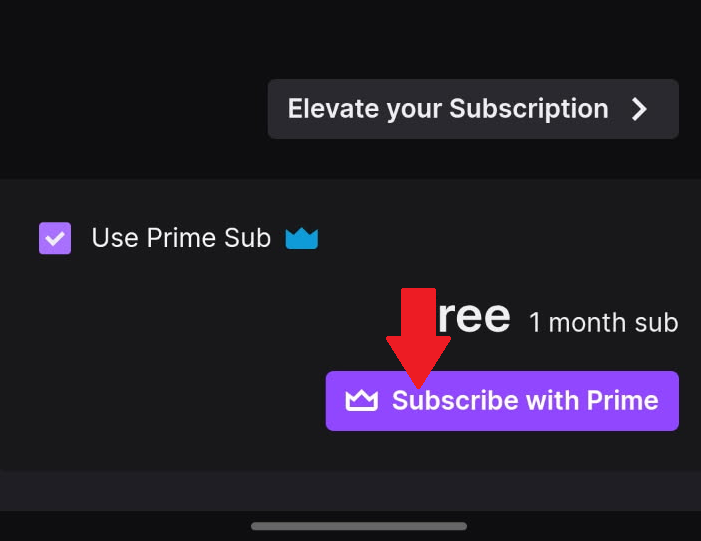 Elevate your Subscription
Use Prime Sub
ree 1 month sub
Subscribe with Prime